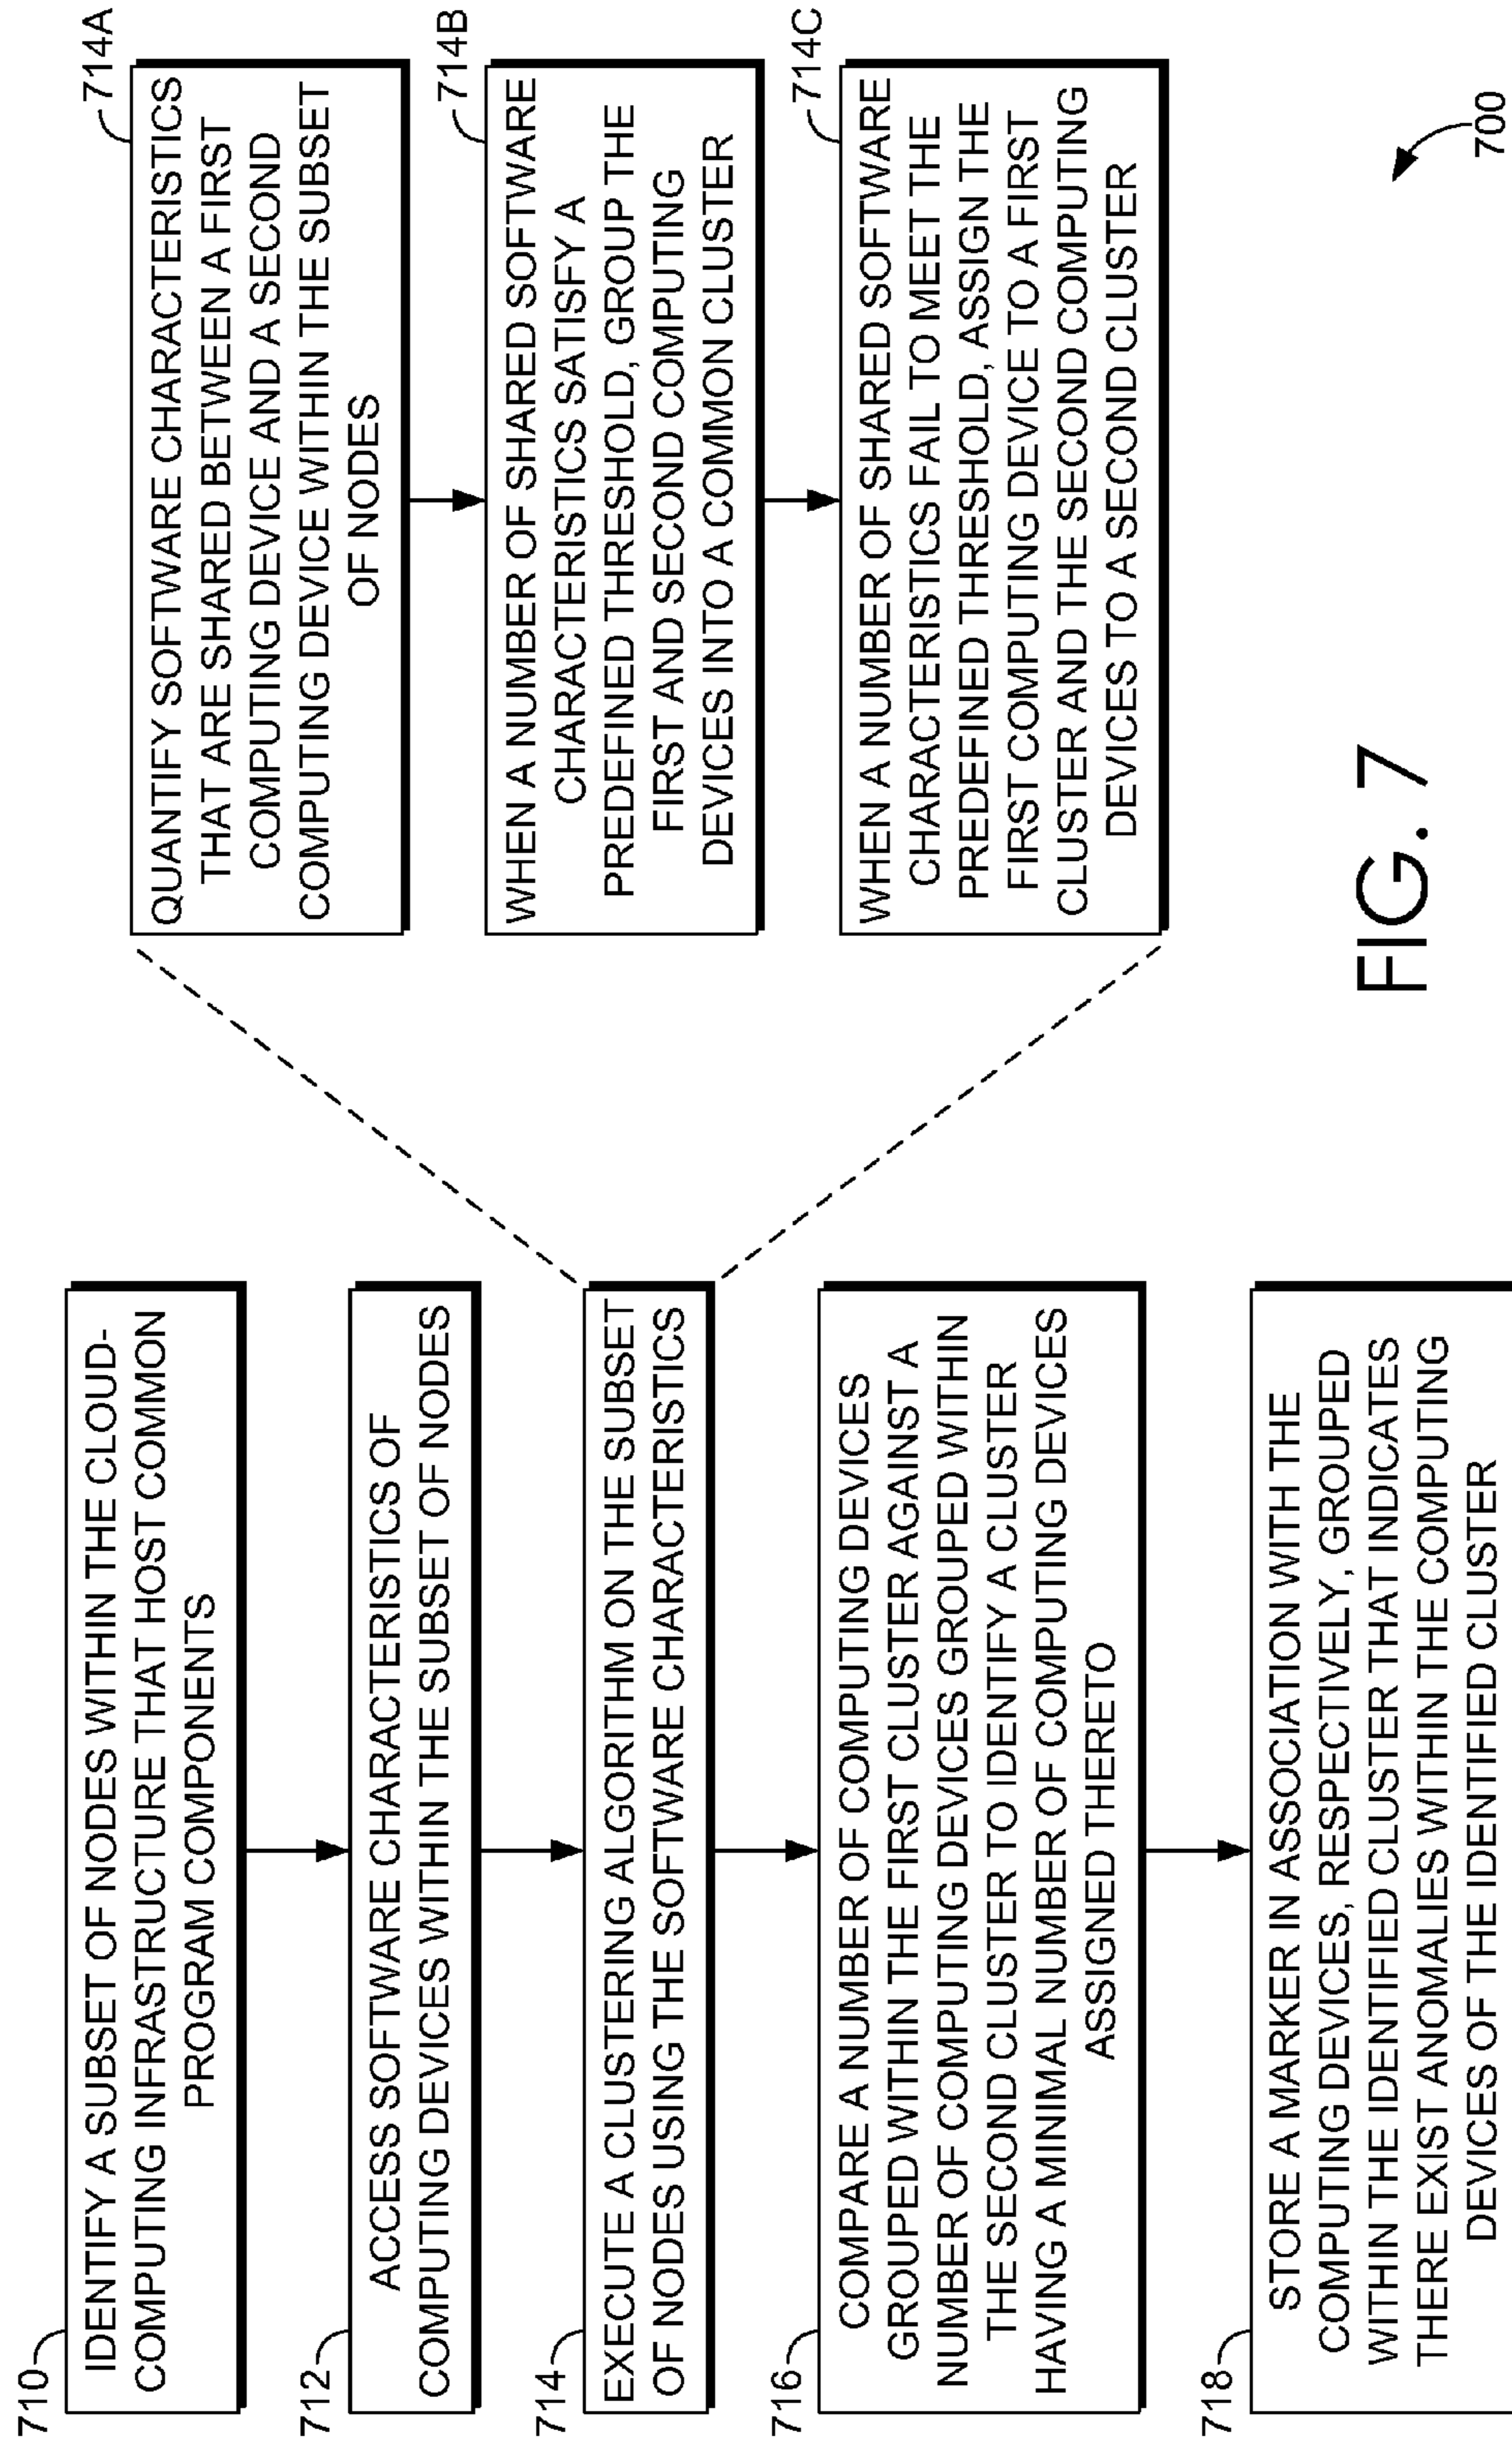 710
IDENTIFY A SUBSET OF NODES WITHIN THE CLOUD-
COMPUTING INFRASTRUCTURE THAT HOST COMMON
PROGRAM COMPONENTS
712
ACCESS SOFTWARE CHARACTERISTICS OF
COMPUTING DEVICES WITHIN THE SUBSET OF NODES
714
EXECUTE A CLUSTERING ALGORITHM ON THE SUBSET
OF NODES USING THE SOFTWARE CHARACTERISTICS
716
COMPARE A NUMBER OF COMPUTING DEVICES
GROUPED WITHIN THE FIRST CLUSTER AGAINST A
NUMBER OF COMPUTING DEVICES GROUPED WITHIN
THE SECOND CLUSTER TO IDENTIFY A CLUSTER
HAVING A MINIMAL NUMBER OF COMPUTING DEVICES
ASSIGNED THERETO
718
STORE A MARKER IN ASSOCIATION WITH THE
COMPUTING DEVICES, RESPECTIVELY, GROUPED
WITHIN THE IDENTIFIED CLUSTER THAT INDICATES
THERE EXIST ANOMALIES WITHIN THE COMPUTING
DEVICES OF THE IDENTIFIED CLUSTER
714A
QUANTIFY SOFTWARE CHARACTERISTICS
THAT ARE SHARED BETWEEN A FIRST
COMPUTING DEVICE AND A SECOND
COMPUTING DEVICE WITHIN THE SUBSET
OF NODES
714B
WHEN A NUMBER OF SHARED SOFTWARE
CHARACTERISTICS SATISFY A
PREDEFINED THRESHOLD, GROUP THE
FIRST AND SECOND COMPUTING
DEVICES INTO A COMMON CLUSTER
714C
WHEN A NUMBER OF SHARED SOFTWARE
CHARACTERISTICS FAIL TO MEET THE
PREDEFINED THRESHOLD, ASSIGN THE
FIRST COMPUTING DEVICE TO A FIRST
CLUSTER AND THE SECOND COMPUTING
DEVICES TO A SECOND CLUSTER
700
FIG. 7